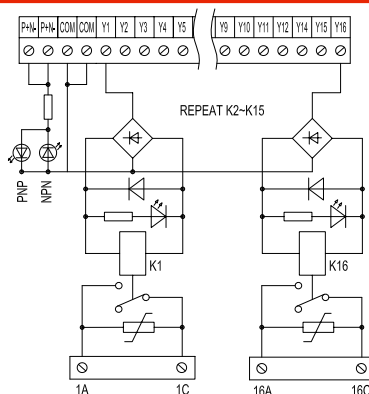 P+N- P+N- COM COM Y1 Y2 Y3 Y4 Y5 Y9 Y10 Y11 Y12 Y14 Y15 Y16
REPEAT K2~K15
PNP
NPN
K1
K16
1A
1C
16A
16C